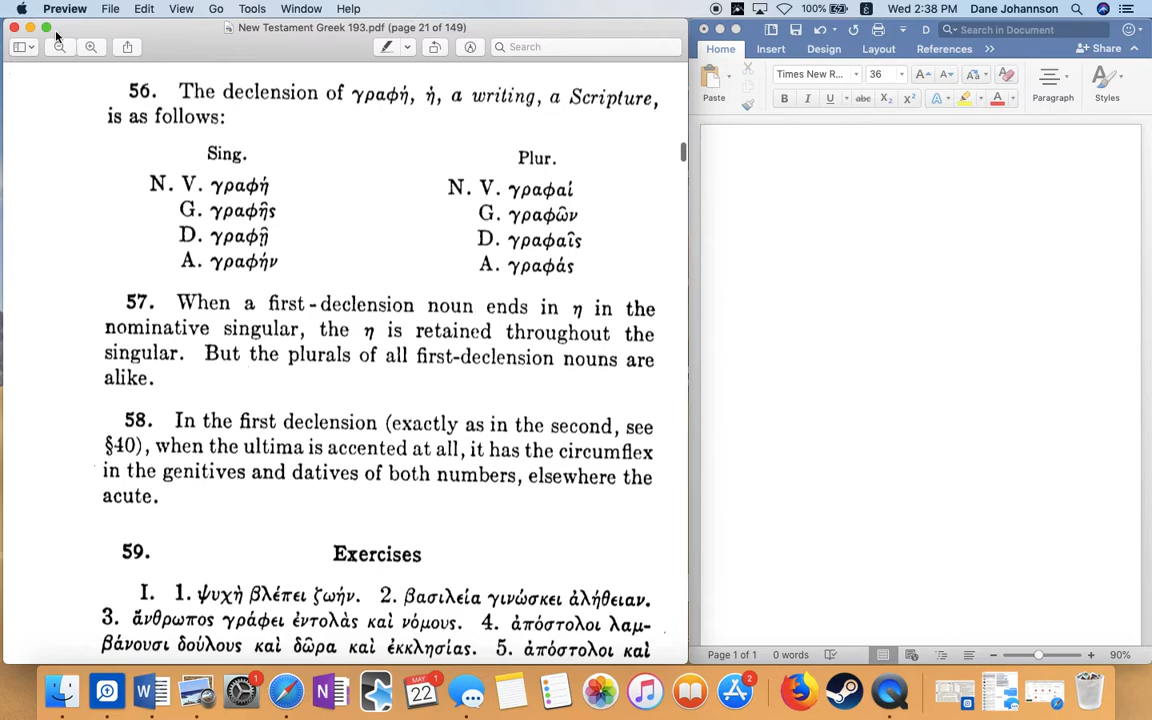 Preview File Edit View Go Tools Window Help 100% Wed 2:38 PM Dane Johannson
New Testament Greek 193.pdf (page 21 of 149)
Search
D Search in Document
Home Insert Design Layout References Share
Paste Times New R... 36 Paragraph Styles
B I U abc X₂ X² A A
56. The declension of γραφή, ἡ, a writing, a Scripture,
is as follows:
Sing. Plur.
N. V. γραφή N. V. γραφαί
G. γραφῆς G. γραφῶν
D. γραφῇ D. γραφαῖς
A. γραφήν A. γραφάς
57. When a first-declension noun ends in η in the
nominative singular, the η is retained throughout the
singular. But the plurals of all first-declension nouns are
alike.
58. In the first declension (exactly as in the second, see
§40), when the ultima is accented at all, it has the circumflex
in the genitives and datives of both numbers, elsewhere the
acute.
59. Exercises
I. 1. ψυχὴ βλέπει ζωήν. 2. βασιλεία γινώσκει ἀλήθειαν.
3. ἄνθρωπος γράφει ἐντολὰς καὶ νόμους. 4. ἀπόστολοι λαμ-
βάνουσι δούλους καὶ δῶρα καὶ ἐκκλησίας. 5. ἀπόστολοι καὶ
Page 1 of 1 0 words 90%
1 MAY 22 1 2